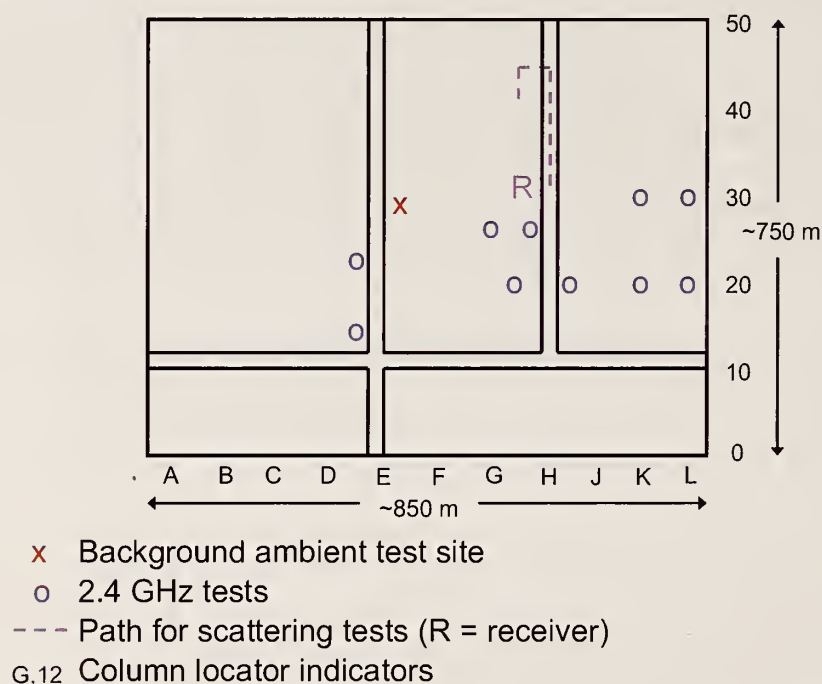 50
40
R
30
x
o o
~750 m
o o
o
o o o o
20
o
10
0
A B C D E F G H J K L
~850 m
x Background ambient test site
o 2.4 GHz tests
--- Path for scattering tests (R = receiver)
G,12 Column locator indicators